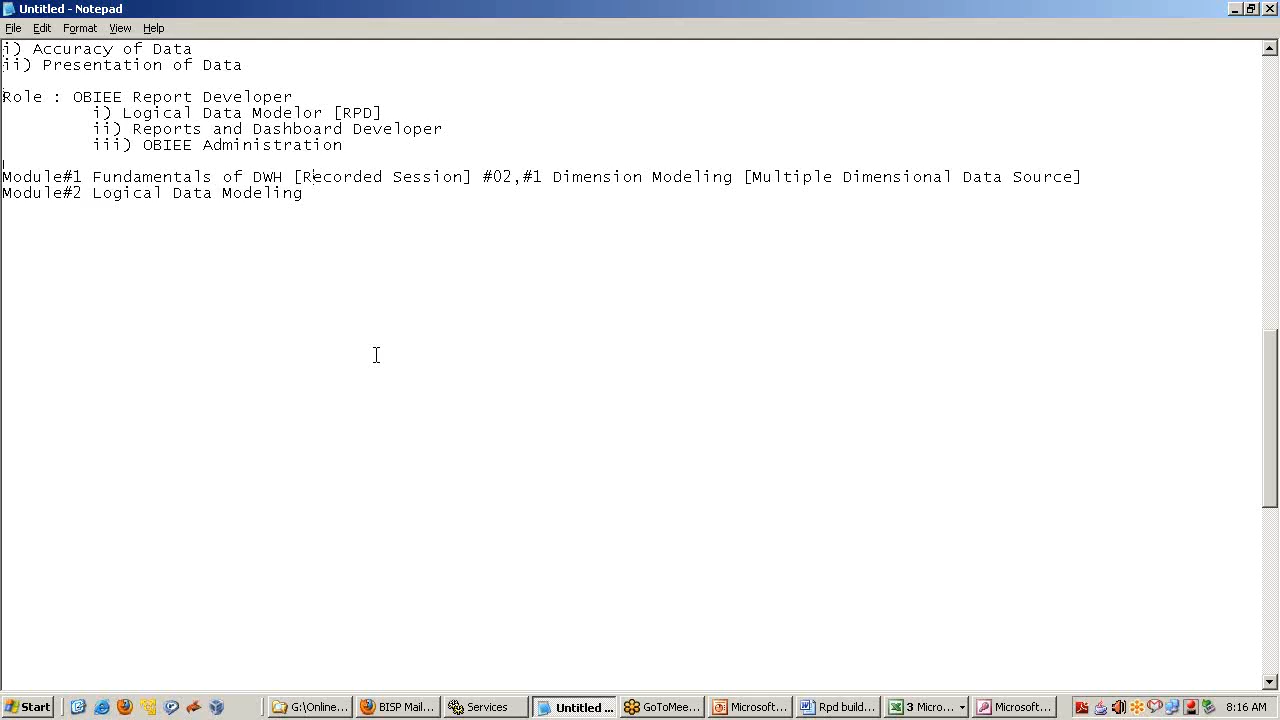 Untitled - Notepad
File Edit Format View Help
i) Accuracy of Data
ii) Presentation of Data
Role : OBIEE Report Developer
i) Logical Data Modelor [RPD]
ii) Reports and Dashboard Developer
iii) OBIEE Administration
Module#1 Fundamentals of DWH [Recorded Session] #02,#1 Dimension Modeling [Multiple Dimensional Data Source]
Module#2 Logical Data Modeling
Start G:\Online... BISP Mail... Services Untitled ... GoToMee... Microsoft... Rpd build... 3 Micro... Microsoft... 8:16 AM